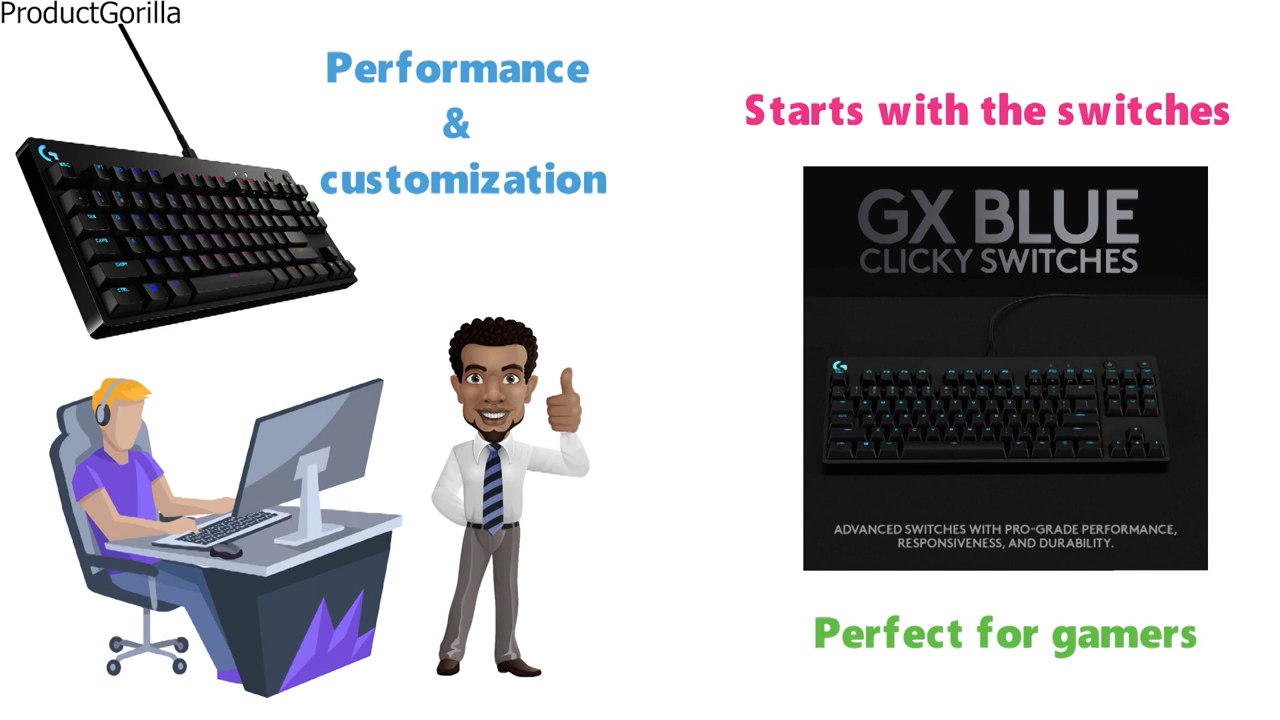 ProductGorilla
Performance
&
customization
Starts with the switches
GX BLUE
CLICKY SWITCHES
ADVANCED SWITCHES WITH PRO-GRADE PERFORMANCE,
RESPONSIVENESS, AND DURABILITY.
Perfect for gamers